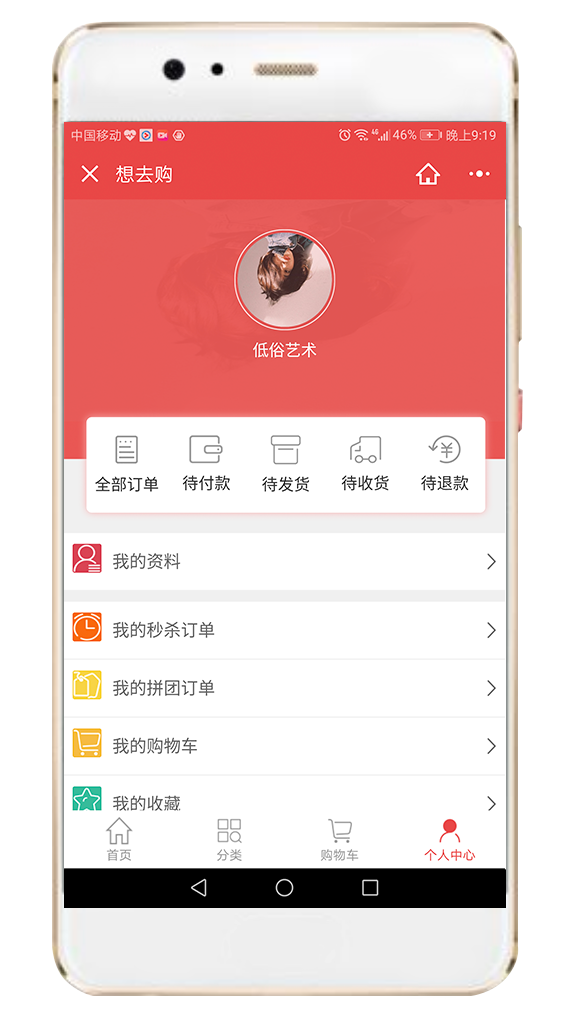 中国移动 46% 晚上9:19
想去购
低俗艺术
全部订单 待付款 待发货 待收货 待退款
我的资料
我的秒杀订单
我的拼团订单
我的购物车
我的收藏
首页 分类 购物车 个人中心